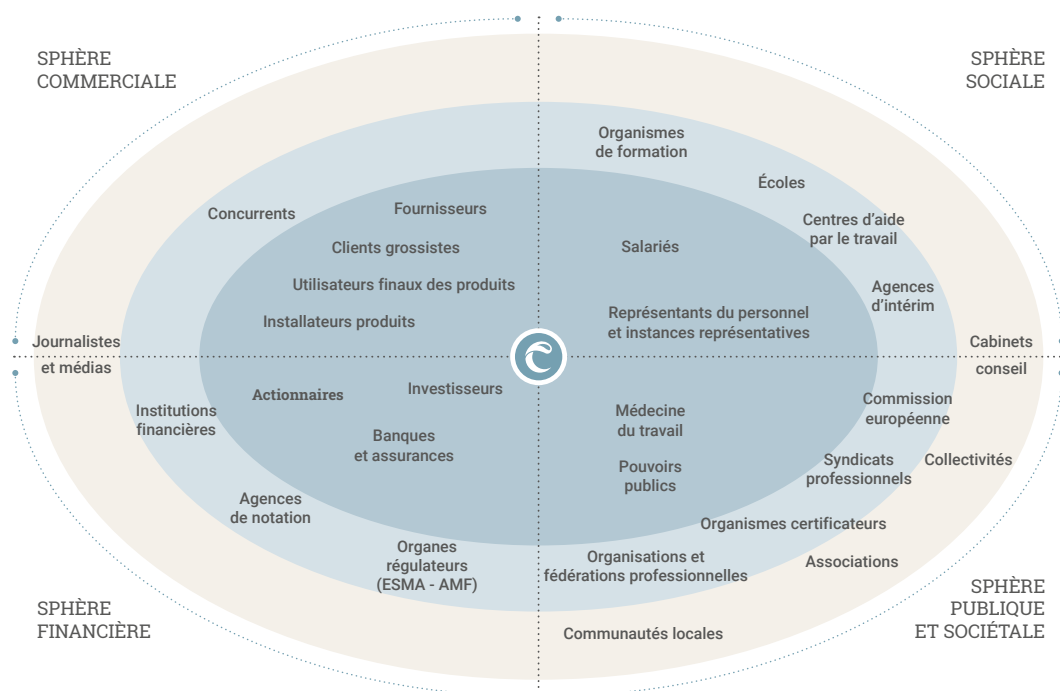 SPHÈRE
COMMERCIALE
SPHÈRE
SOCIALE
Concurrents
Fournisseurs
Clients grossistes
Utilisateurs finaux des produits
Installateurs produits
Organismes
de formation
Écoles
Centres d'aide
par le travail
Salariés
Agences
d'intérim
Représentants du personnel
et instances représentatives
Journalistes
et médias
Cabinets
conseil
Actionnaires
Investisseurs
Institutions
financières
Banques
et assurances
Agences
de notation
Organes
régulateurs
(ESMA - AMF)
Médecine
du travail
Commission
européenne
Pouvoirs
publics
Syndicats
professionnels
Collectivités
Organismes certificateurs
Organisations et
fédérations professionnelles
Associations
Communautés locales
SPHÈRE
FINANCIÈRE
SPHÈRE
PUBLIQUE
ET SOCIÉTALE